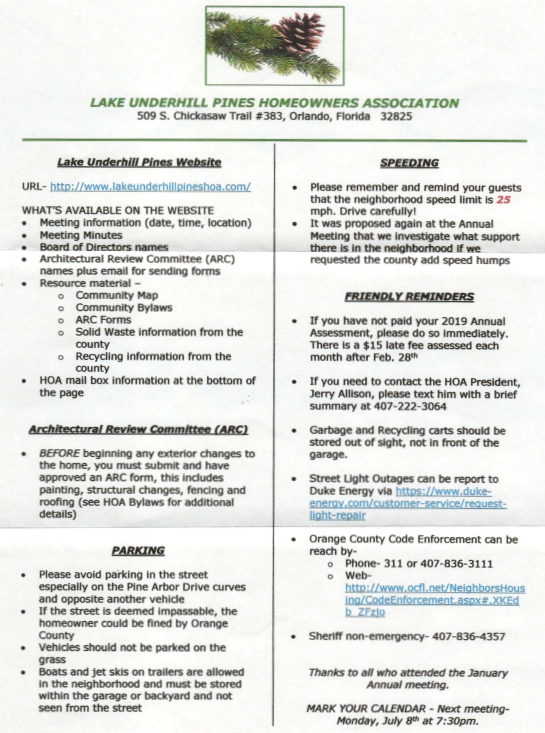 LAKE UNDERHILL PINES HOMEOWNERS ASSOCIATION
509 S. Chickasaw Trail #383, Orlando, Florida 32825
Lake Underhill Pines Website
URL- http://www.lakeunderhillpineshoa.com/
WHAT'S AVAILABLE ON THE WEBSITE
• Meeting information (date, time, location)
• Meeting Minutes
• Board of Directors names
• Architectural Review Committee (ARC)
names plus email for sending forms
• Resource material –
o Community Map
o Community Bylaws
o ARC Forms
o Solid Waste information from the
county
o Recycling information from the
county
• HOA mail box information at the bottom of
the page
Architectural Review Committee (ARC)
• BEFORE beginning any exterior changes to
the home, you must submit and have
approved an ARC form, this includes
painting, structural changes, fencing and
roofing (see HOA Bylaws for additional
details)
PARKING
• Please avoid parking in the street
especially on the Pine Arbor Drive curves
and opposite another vehicle
• If the street is deemed impassable, the
homeowner could be fined by Orange
County
• Vehicles should not be parked on the
grass
• Boats and jet skis on trailers are allowed
in the neighborhood and must be stored
within the garage or backyard and not
seen from the street
SPEEDING
• Please remember and remind your guests
that the neighborhood speed limit is 25
mph. Drive carefully!
• It was proposed again at the Annual
Meeting that we investigate what support
there is in the neighborhood if we
requested the county add speed humps
FRIENDLY REMINDERS
• If you have not paid your 2019 Annual
Assessment, please do so immediately.
There is a $15 late fee assessed each
month after Feb. 28th
• If you need to contact the HOA President,
Jerry Allison, please text him with a brief
summary at 407-222-3064
• Garbage and Recycling carts should be
stored out of sight, not in front of the
garage.
• Street Light Outages can be report to
Duke Energy via https://www.duke-
energy.com/customer-service/request-
light-repair
• Orange County Code Enforcement can be
reach by-
o Phone- 311 or 407-836-3111
o Web-
http://www.ocfl.net/NeighborsHous
ing/CodeEnforcement.aspx#.XKEd
b_ZFzjo
• Sheriff non-emergency- 407-836-4357
Thanks to all who attended the January
Annual meeting.
MARK YOUR CALENDAR - Next meeting-
Monday, July 8th at 7:30pm.